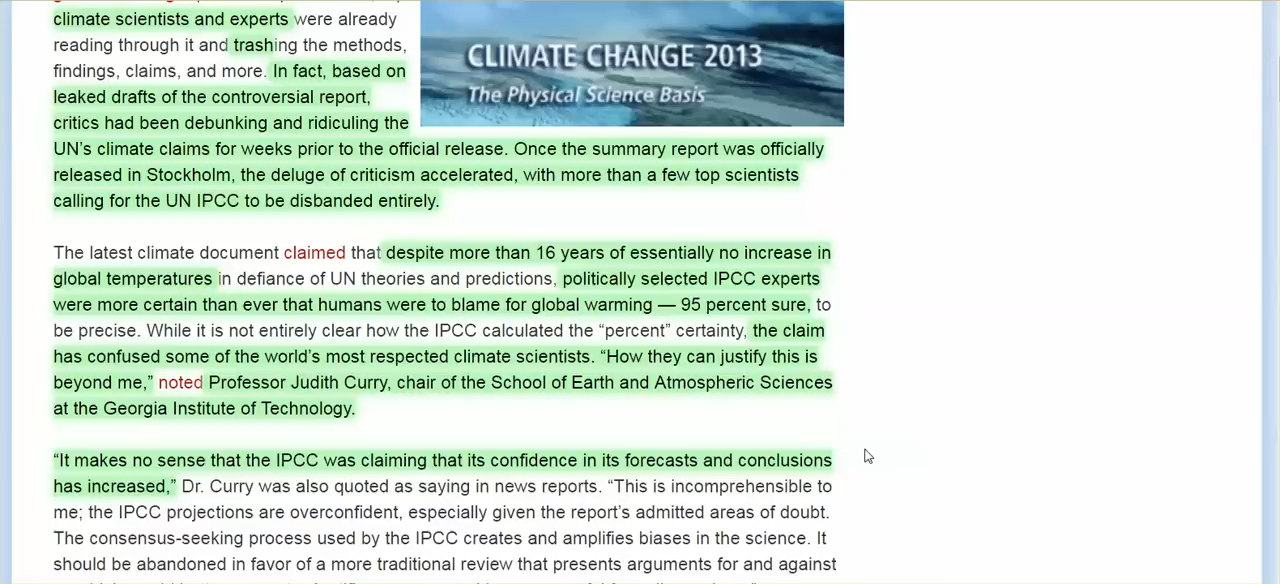 climate scientists and experts were already
reading through it and trashing the methods,
findings, claims, and more. In fact, based on
leaked drafts of the controversial report,
critics had been debunking and ridiculing the
UN’s climate claims for weeks prior to the official release. Once the summary report was officially
released in Stockholm, the deluge of criticism accelerated, with more than a few top scientists
calling for the UN IPCC to be disbanded entirely.
CLIMATE CHANGE 2013
The Physical Science Basis
The latest climate document claimed that despite more than 16 years of essentially no increase in
global temperatures in defiance of UN theories and predictions, politically selected IPCC experts
were more certain than ever that humans were to blame for global warming — 95 percent sure, to
be precise. While it is not entirely clear how the IPCC calculated the “percent” certainty, the claim
has confused some of the world’s most respected climate scientists. “How they can justify this is
beyond me,” noted Professor Judith Curry, chair of the School of Earth and Atmospheric Sciences
at the Georgia Institute of Technology.
“It makes no sense that the IPCC was claiming that its confidence in its forecasts and conclusions
has increased,” Dr. Curry was also quoted as saying in news reports. “This is incomprehensible to
me; the IPCC projections are overconfident, especially given the report’s admitted areas of doubt.
The consensus-seeking process used by the IPCC creates and amplifies biases in the science. It
should be abandoned in favor of a more traditional review that presents arguments for and against